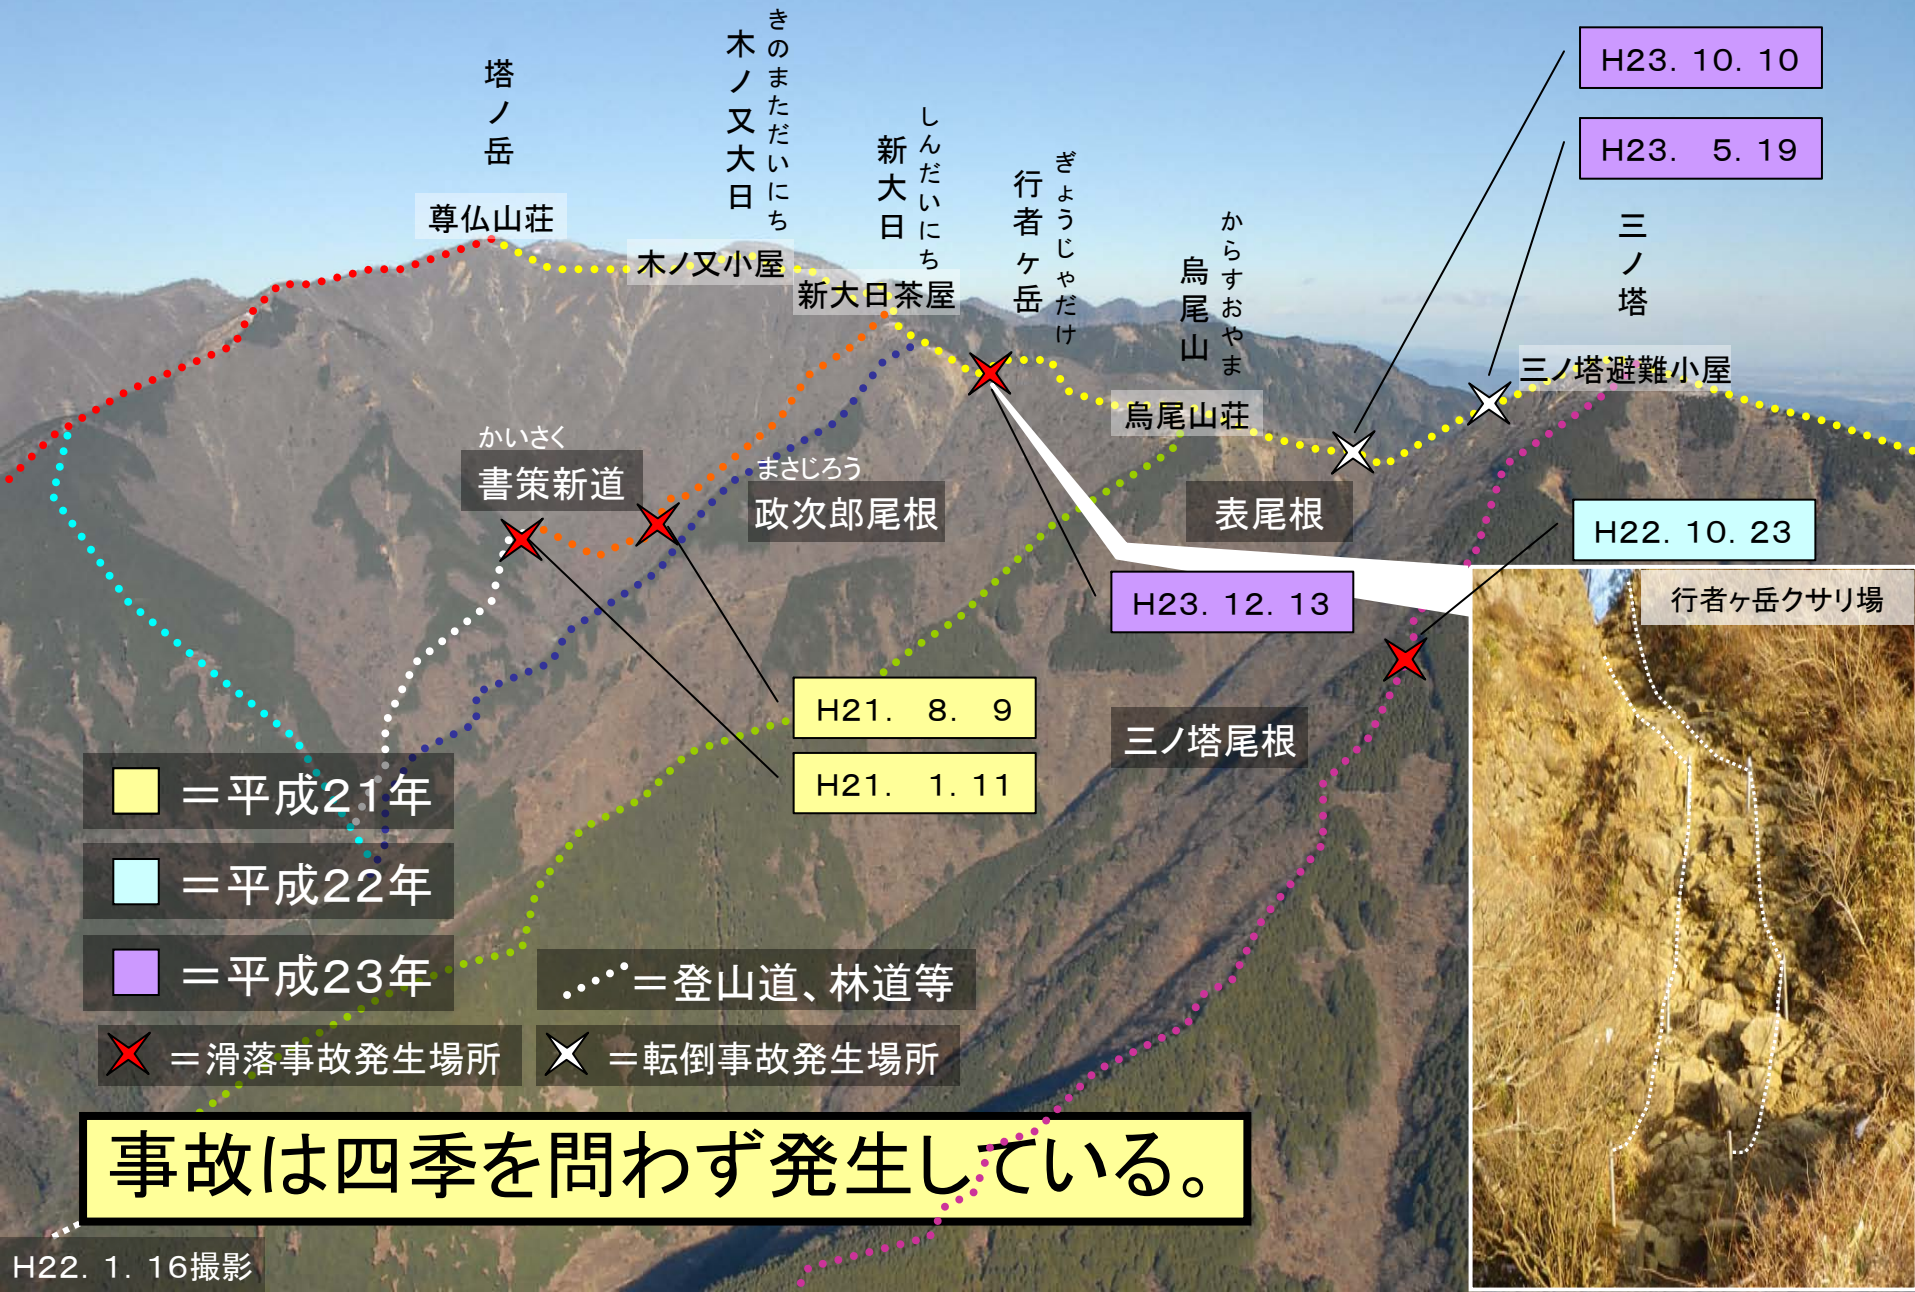 きのまただいにち
木ノ又大日
塔ノ岳
しんだいにち
新大日
ぎょうじゃだけ
行者ケ岳
からすおやま
烏尾山
三ノ塔
H23. 10. 10
H23. 5. 19
尊仏山荘
木ノ又小屋
新大日茶屋
三ノ塔避難小屋
烏尾山荘
かいさく
書策新道
まさじろう
政次郎尾根
表尾根
H22. 10. 23
H23. 12. 13
行者ヶ岳クサリ場
H21. 8. 9
三ノ塔尾根
H21. 1. 11
＝平成21年
＝平成22年
＝平成23年
＝登山道、林道等
＝滑落事故発生場所
＝転倒事故発生場所
事故は四季を問わず発生している。
H22. 1. 16撮影